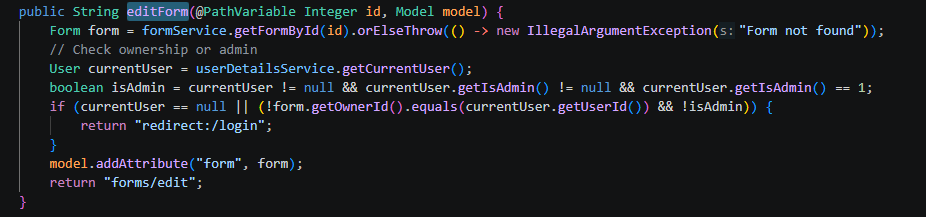 public String editForm(@PathVariable Integer id, Model model) {
Form form = formService.getFormById(id).orElseThrow(() -> new IllegalArgumentException(s: "Form not found"));
// Check ownership or admin
User currentUser = userDetailsService.getCurrentUser();
boolean isAdmin = currentUser != null && currentUser.getIsAdmin() != null && currentUser.getIsAdmin() == 1;
if (currentUser == null || (!form.getOwnerId().equals(currentUser.getUserId()) && !isAdmin)) {
return "redirect:/login";
}
model.addAttribute("form", form);
return "forms/edit";
}